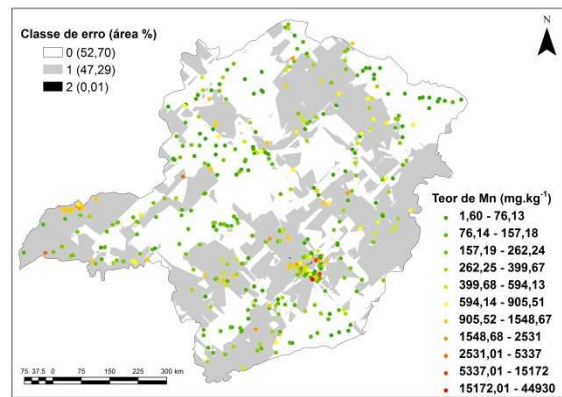 Classe de erro (área %)
0 (52,70)
1 (47,29)
2 (0,01)
N
Teor de Mn (mg.kg-1)
1,60 - 76,13
76,14 - 157,18
157,19 - 262,24
262,25 - 399,67
399,68 - 594,13
594,14 - 905,51
905,52 - 1548,67
1548,68 - 2531
2531,01 - 5337
5337,01 - 15172
15172,01 - 44930
75 37.5 0 75 150 225 300 km